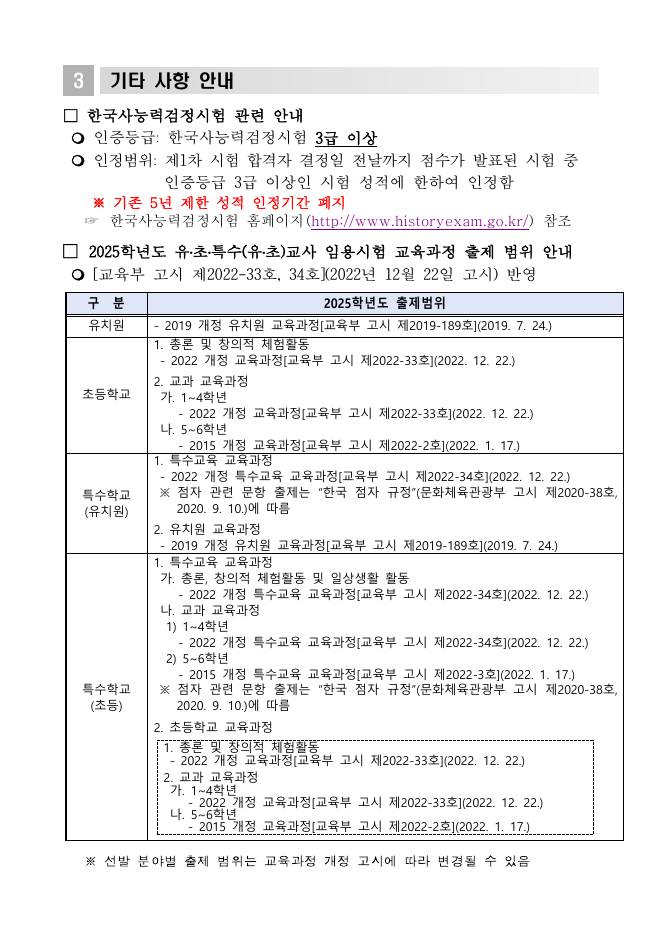 3 기타 사항 안내
□ 한국사능력검정시험 관련 안내
❍ 인증등급: 한국사능력검정시험 3급 이상
❍ 인정범위: 제1차 시험 합격자 결정일 전날까지 점수가 발표된 시험 중
인증등급 3급 이상인 시험 성적에 한하여 인정함
※ 기존 5년 제한 성적 인정기간 폐지
☞ 한국사능력검정시험 홈페이지(http://www.historyexam.go.kr/) 참조
□ 2025학년도 유·초·특수(유·초)교사 임용시험 교육과정 출제 범위 안내
❍ [교육부 고시 제2022-33호, 34호](2022년 12월 22일 고시) 반영
구 분 2025학년도 출제범위
유치원 - 2019 개정 유치원 교육과정[교육부 고시 제2019-189호](2019. 7. 24.)
초등학교
1. 총론 및 창의적 체험활동
- 2022 개정 교육과정[교육부 고시 제2022-33호](2022. 12. 22.)
2. 교과 교육과정
가. 1~4학년
- 2022 개정 교육과정[교육부 고시 제2022-33호](2022. 12. 22.)
나. 5~6학년
- 2015 개정 교육과정[교육부 고시 제2022-2호](2022. 1. 17.)
특수학교
(유치원)
1. 특수교육 교육과정
- 2022 개정 특수교육 교육과정[교육부 고시 제2022-34호](2022. 12. 22.)
※ 점자 관련 문항 출제는 “한국 점자 규정”(문화체육관광부 고시 제2020-38호,
2020. 9. 10.)에 따름
2. 유치원 교육과정
- 2019 개정 유치원 교육과정[교육부 고시 제2019-189호](2019. 7. 24.)
특수학교
(초등)
1. 특수교육 교육과정
가. 총론, 창의적 체험활동 및 일상생활 활동
- 2022 개정 특수교육 교육과정[교육부 고시 제2022-34호](2022. 12. 22.)
나. 교과 교육과정
1) 1~4학년
- 2022 개정 특수교육 교육과정[교육부 고시 제2022-34호](2022. 12. 22.)
2) 5~6학년
- 2015 개정 특수교육 교육과정[교육부 고시 제2022-3호](2022. 1. 17.)
※ 점자 관련 문항 출제는 “한국 점자 규정”(문화체육관광부 고시 제2020-38호,
2020. 9. 10.)에 따름
2. 초등학교 교육과정
1. 총론 및 창의적 체험활동
- 2022 개정 교육과정[교육부 고시 제2022-33호](2022. 12. 22.)
2. 교과 교육과정
가. 1~4학년
- 2022 개정 교육과정[교육부 고시 제2022-33호](2022. 12. 22.)
나. 5~6학년
- 2015 개정 교육과정[교육부 고시 제2022-2호](2022. 1. 17.)
※ 선발 분야별 출제 범위는 교육과정 개정 고시에 따라 변경될 수 있음